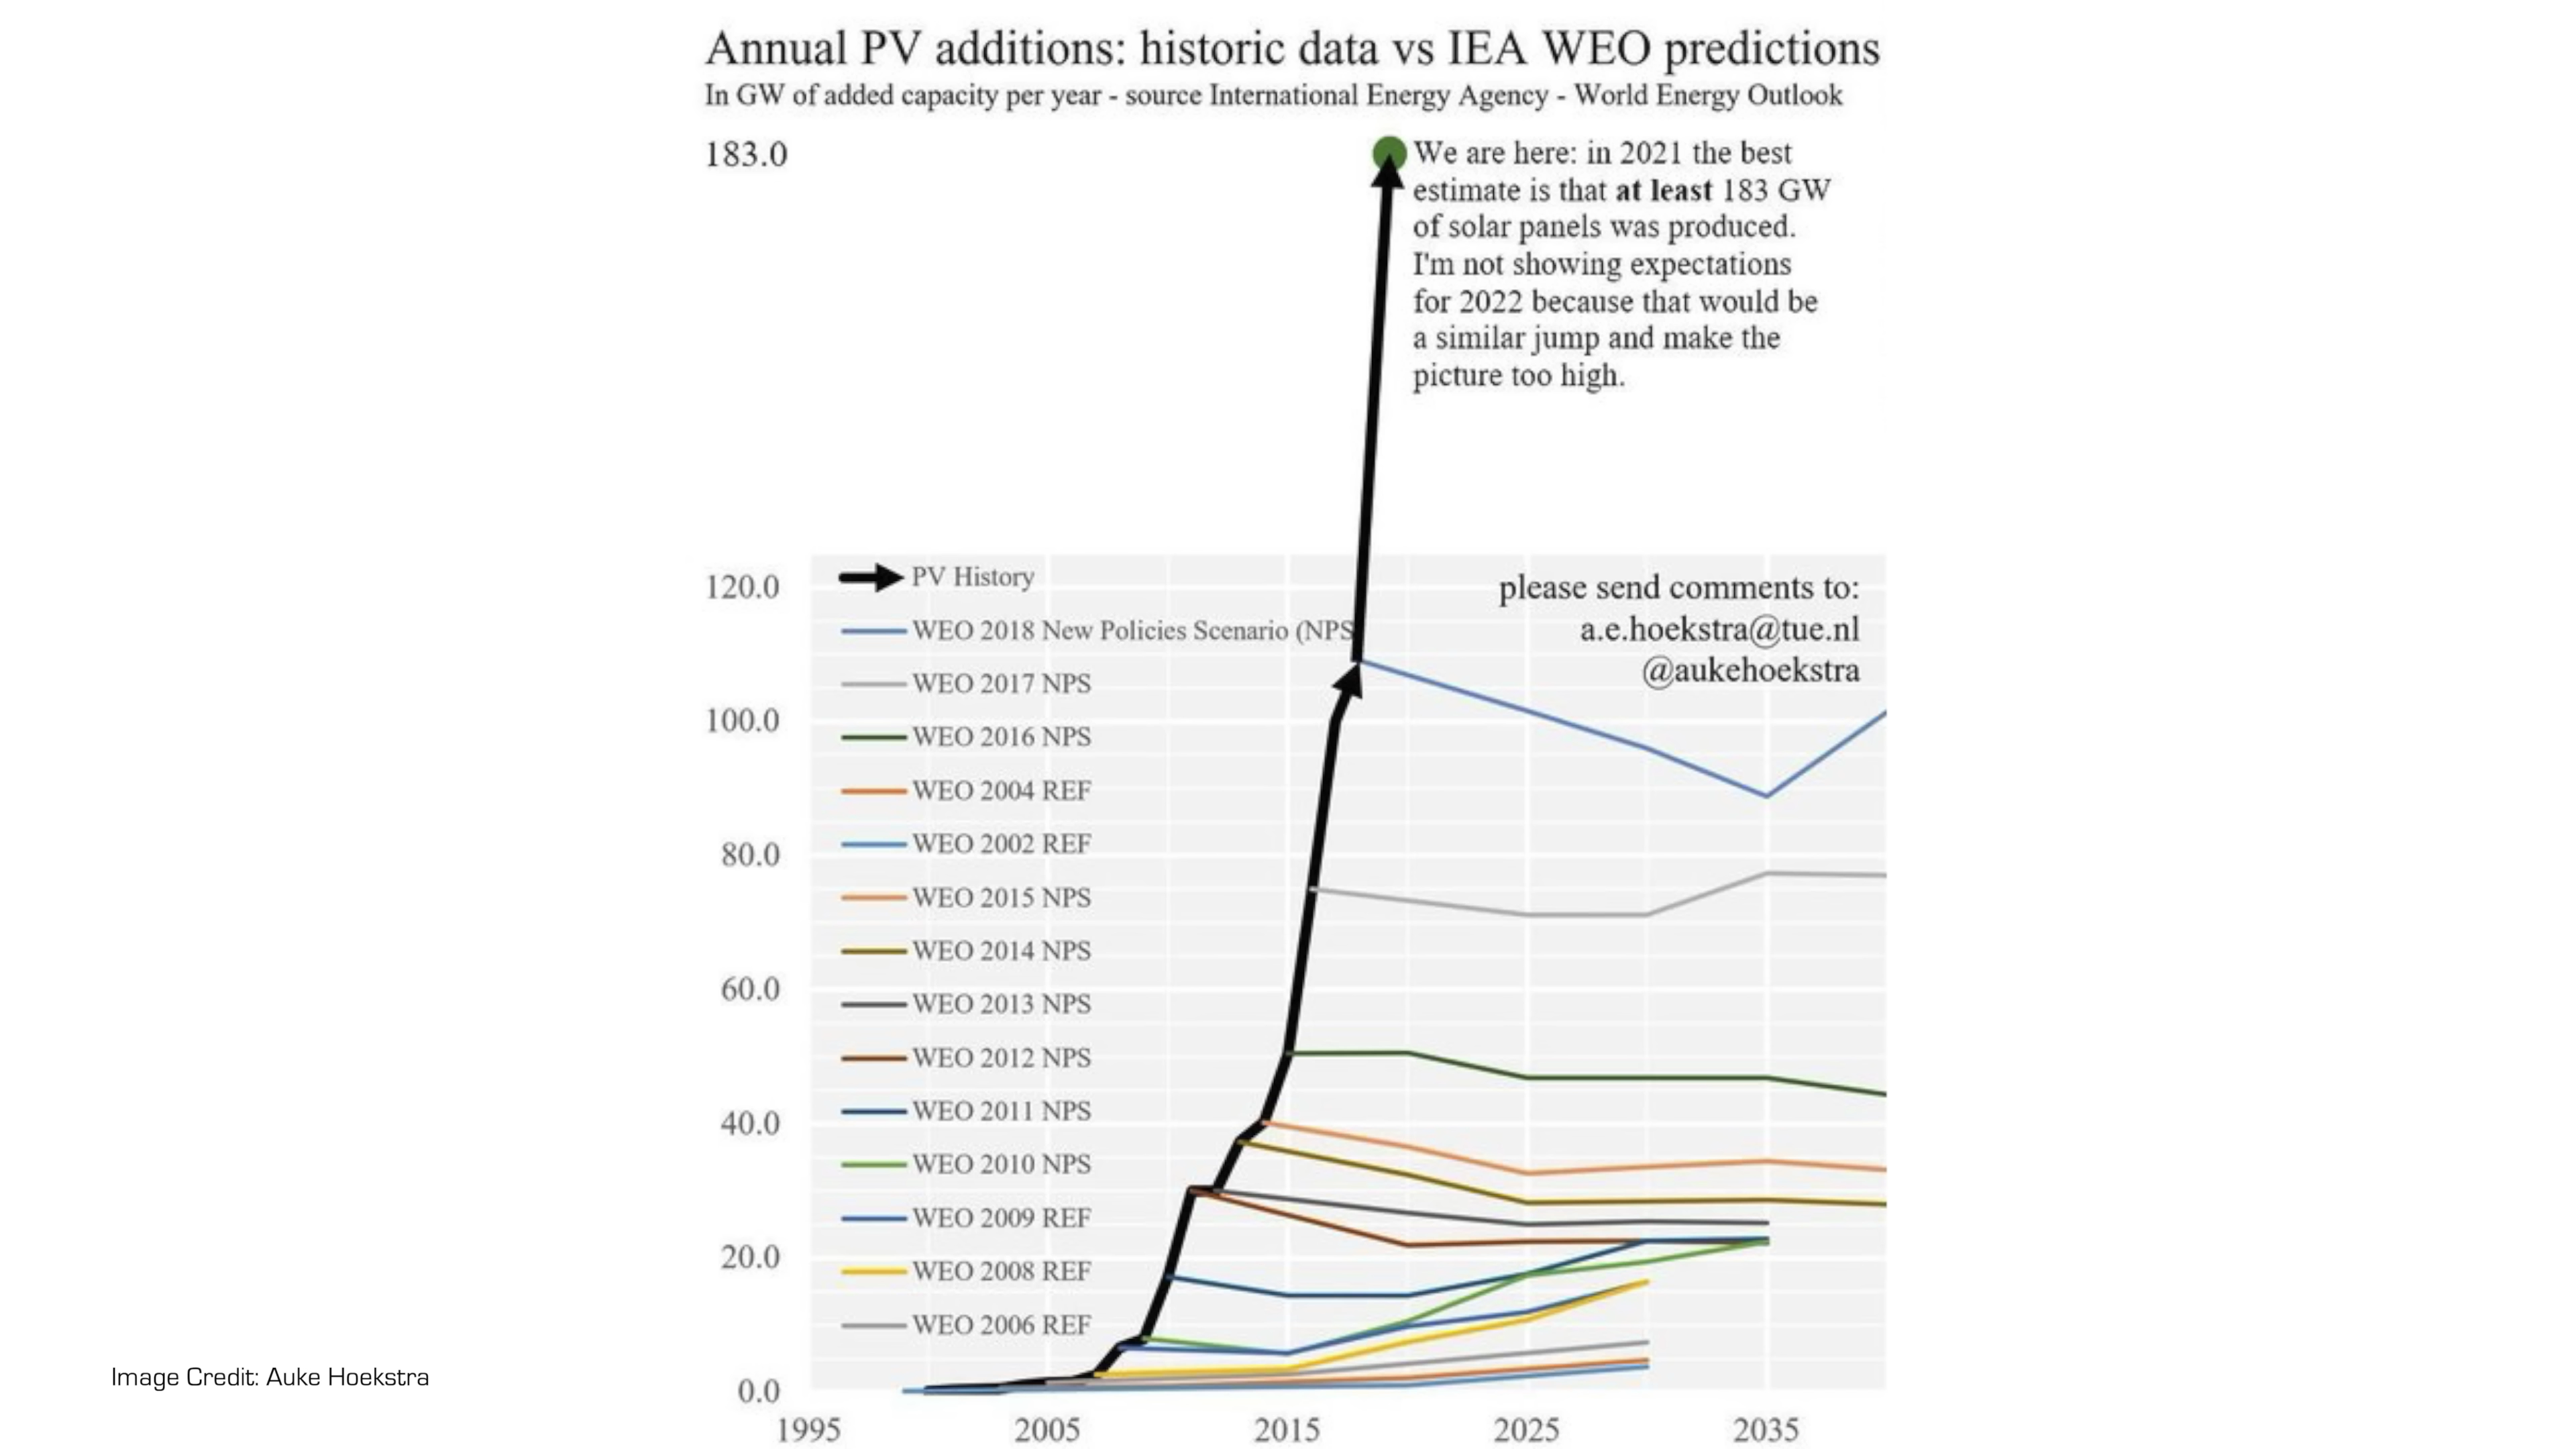 Annual PV additions: historic data vs IEA WEO predictions
In GW of added capacity per year - source International Energy Agency - World Energy Outlook
183.0
We are here: in 2021 the best
estimate is that at least 183 GW
of solar panels was produced.
I'm not showing expectations
for 2022 because that would be
a similar jump and make the
picture too high.
120.0
100.0
80.0
60.0
40.0
20.0
0.0
PV History
WEO 2018 New Policies Scenario (NPS
WEO 2017 NPS
WEO 2016 NPS
WEO 2004 REF
WEO 2002 REF
WEO 2015 NPS
WEO 2014 NPS
WEO 2013 NPS
WEO 2012 NPS
WEO 2011 NPS
WEO 2010 NPS
WEO 2009 REF
WEO 2008 REF
WEO 2006 REF
please send comments to:
a.e.hoekstra@tue.nl
@aukehoekstra
1995
2005
2015
2025
2035
Image Credit: Auke Hoekstra